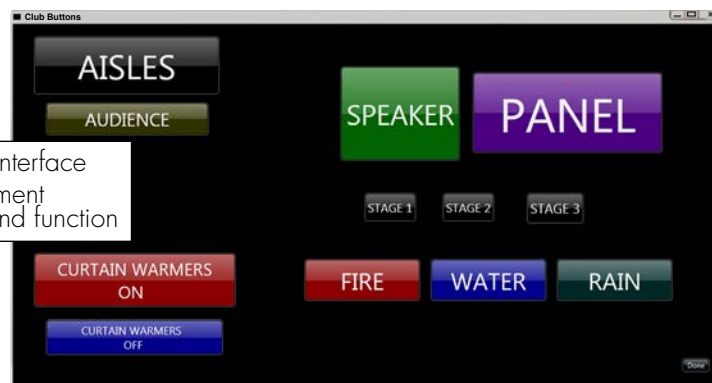 Club Buttons
AISLES
AUDIENCE
SPEAKER
PANEL
nterface
ment
nd function
STAGE 1
STAGE 2
STAGE 3
CURTAIN WARMERS
ON
FIRE
WATER
RAIN
CURTAIN WARMERS
OFF
Done